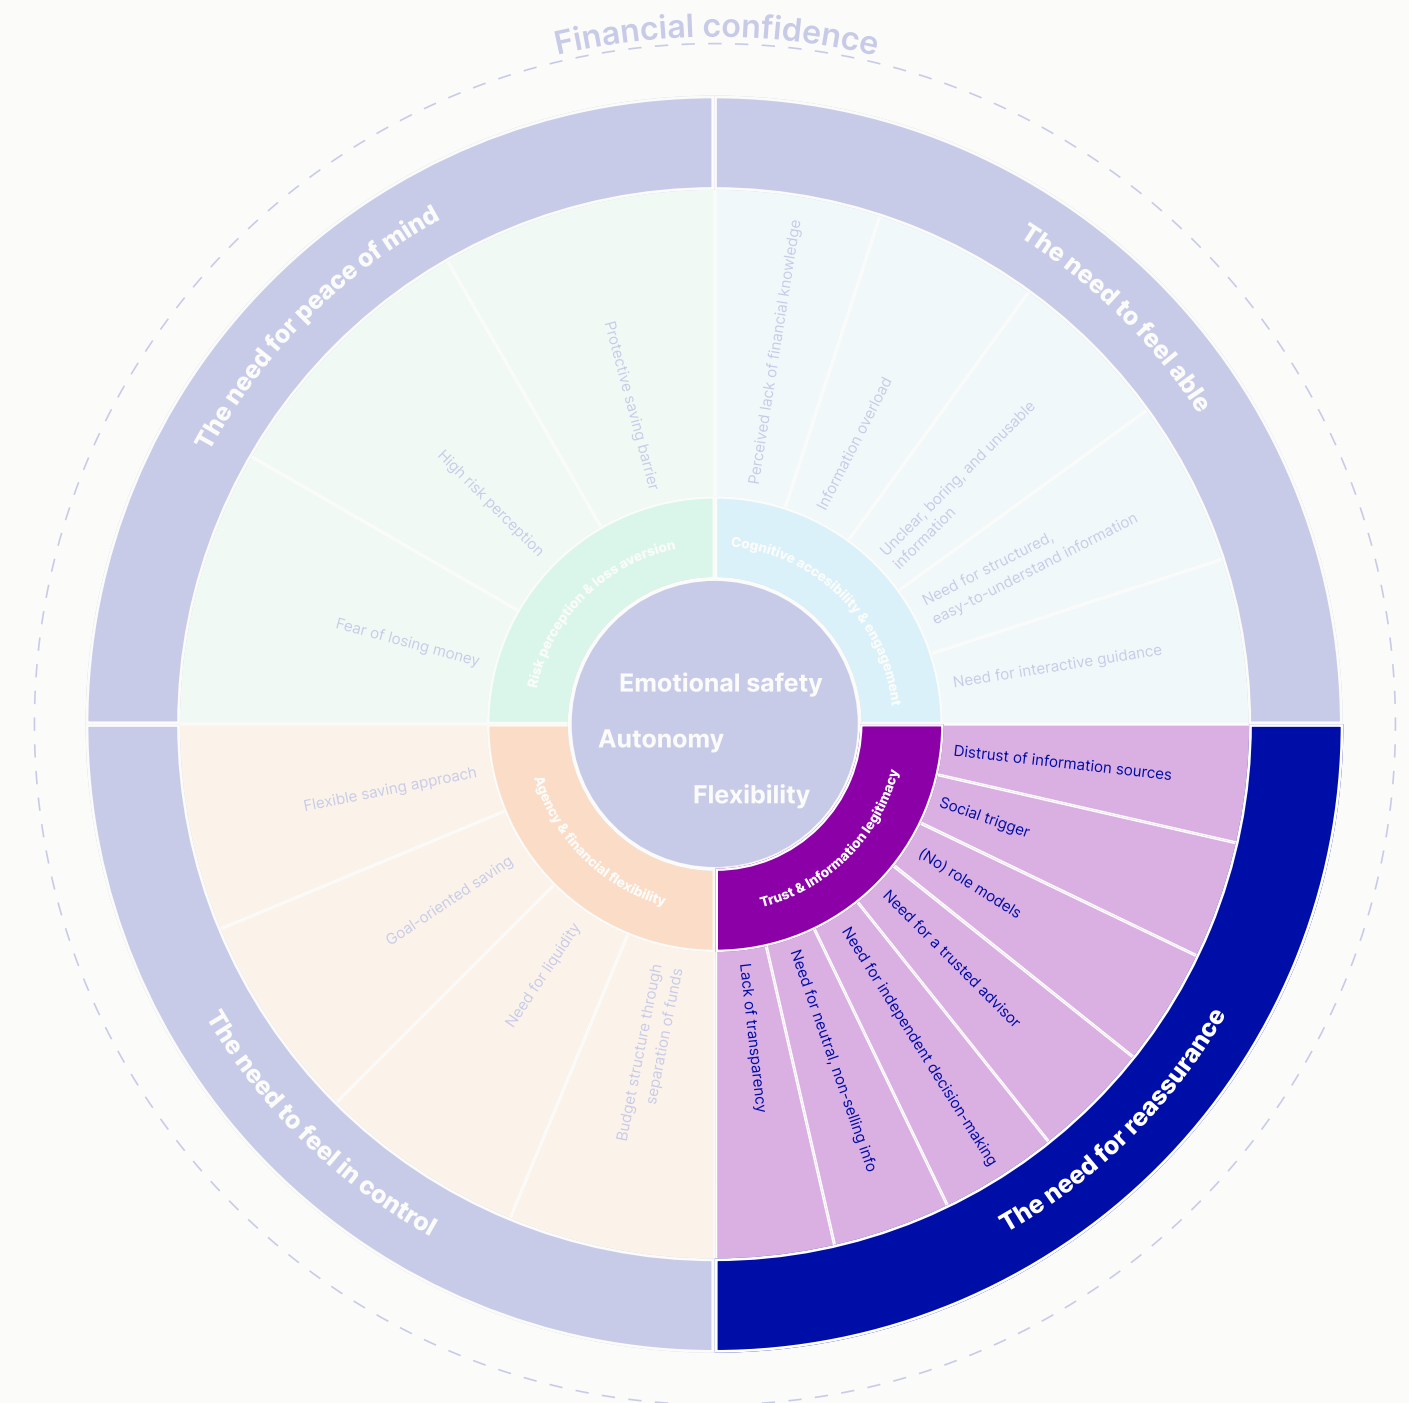 Financial confidence
The need for peace of mind
The need to feel able
Protective saving barrier
High risk perception
Fear of losing money
Perceived lack of financial knowledge
Information overload
Unclear, boring, and unusable
information
Need for structured,
easy-to-understand information
Need for interactive guidance
Risk perception & loss aversion
Cognitive accesibility & engagement
Emotional safety
Autonomy
Flexibility
Agency & financial flexibility
Trust & Information legitimacy
Flexible saving approach
Goal-oriented saving
Need for liquidity
Budget structure through
separation of funds
Distrust of information sources
Social trigger
(No) role models
Need for a trusted advisor
Need for independent decision-making
Need for neutral, non-selling info
Lack of transparency
The need to feel in control
The need for reassurance